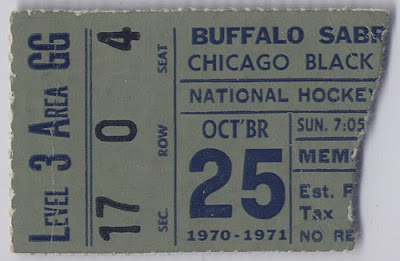 LEVEL 3 AREA GG
17 0 4
SEC. ROW SEAT
BUFFALO SABR
CHICAGO BLACK
NATIONAL HOCKEY
OCT'BR
25
1970-1971
SUN. 7:05
MEM
Est. P
Tax
NO RE